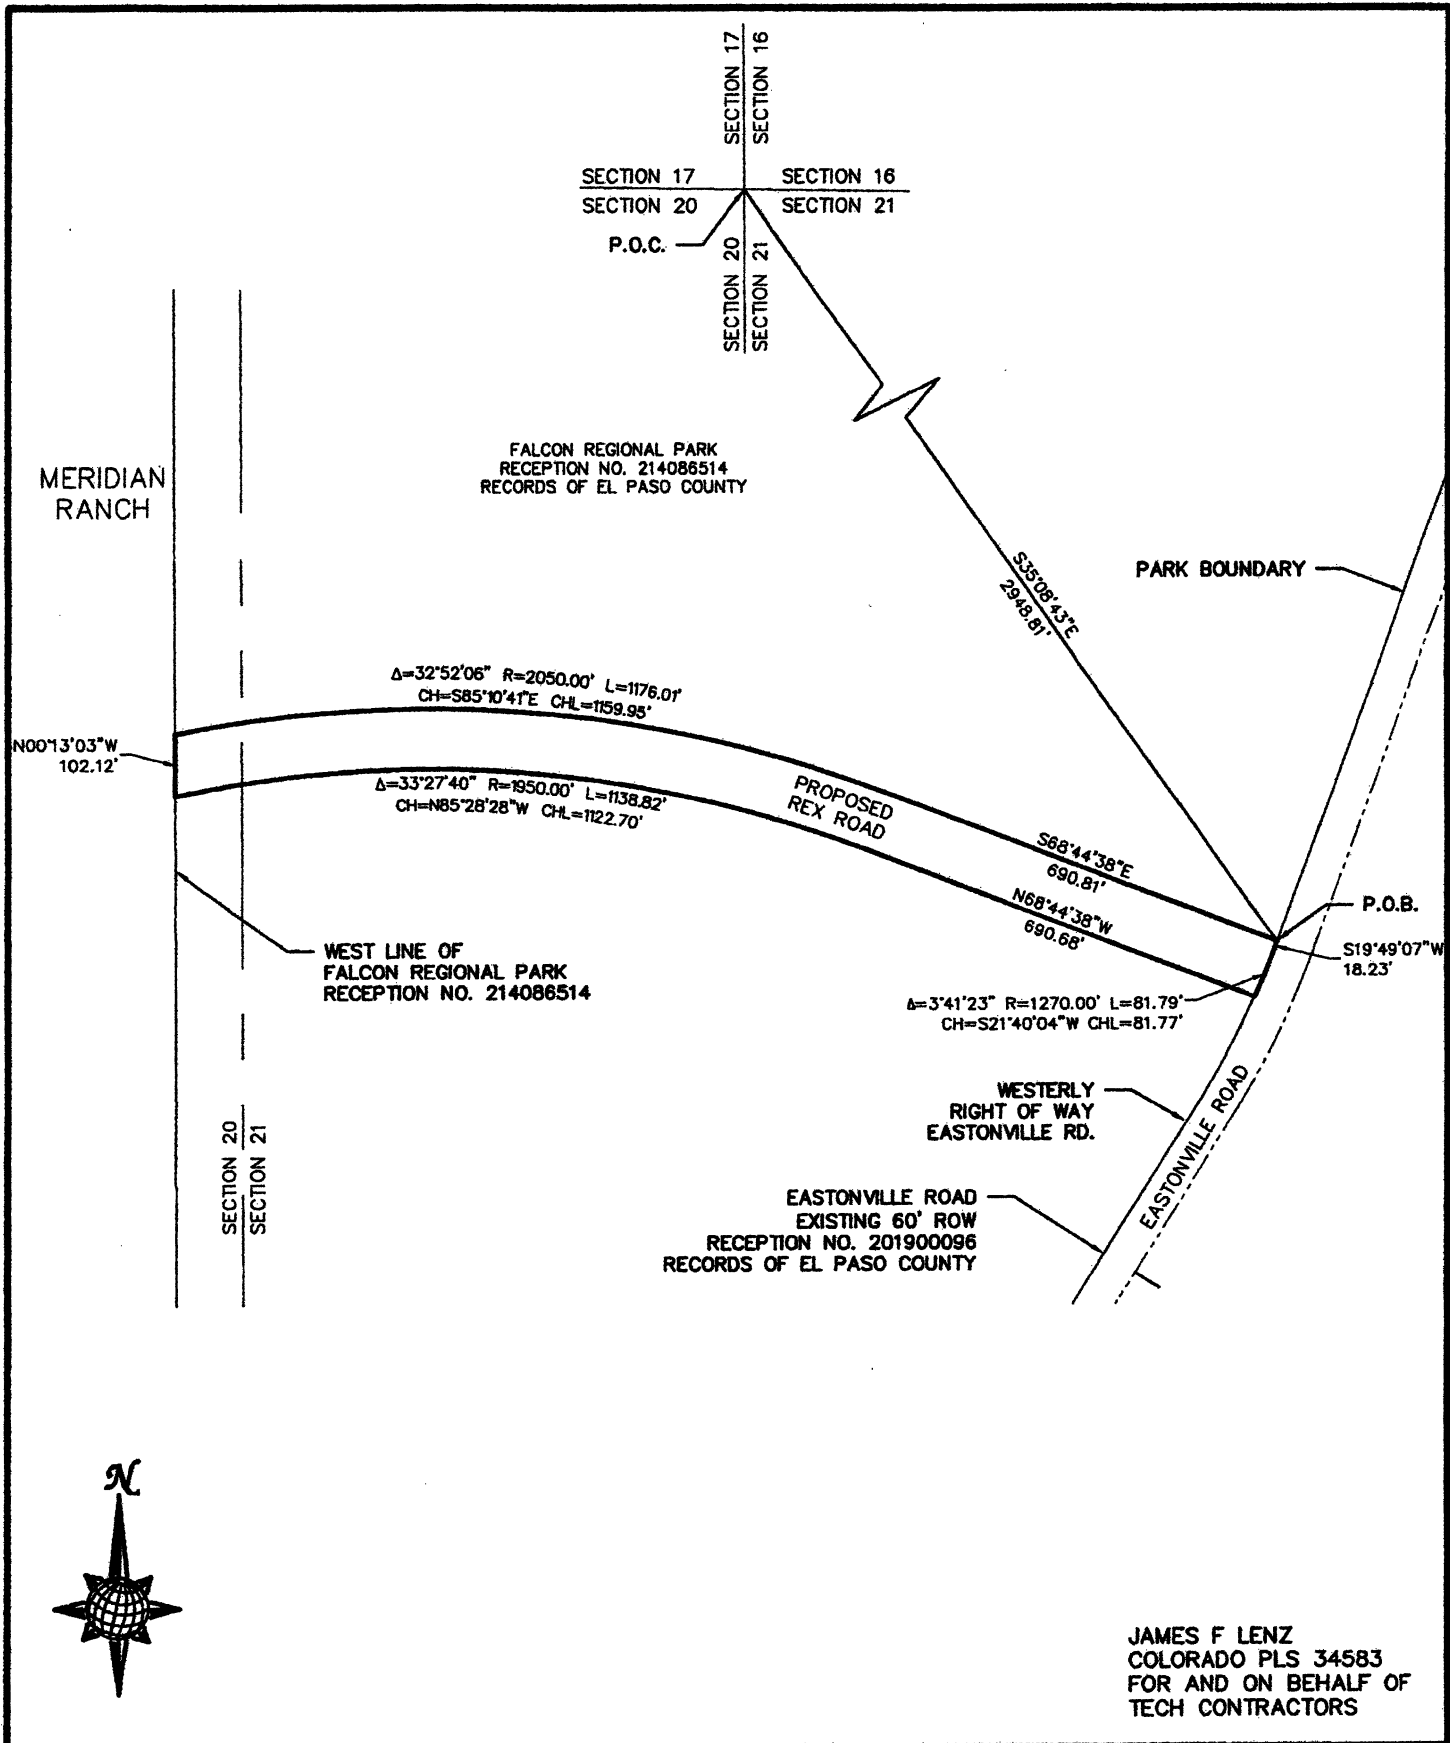 SECTION 17
SECTION 16
SECTION 17
SECTION 16
SECTION 20
SECTION 21
P.O.C.
SECTION 20
SECTION 21
MERIDIAN
RANCH
FALCON REGIONAL PARK
RECEPTION NO. 214086514
RECORDS OF EL PASO COUNTY
S35°08'43"E
2948.81'
PARK BOUNDARY
Δ=32°52'06" R=2050.00' L=1176.01'
CH=S85°10'41"E CHL=1159.95'
N00°13'03"W
102.12'
Δ=33°27'40" R=1950.00' L=1138.82'
CH=N85°28'28"W CHL=1122.70'
PROPOSED
REX ROAD
S68°44'38"E
690.81'
N68°44'38"W
690.68'
P.O.B.
S19°49'07"W
18.23'
WEST LINE OF
FALCON REGIONAL PARK
RECEPTION NO. 214086514
Δ=3°41'23" R=1270.00' L=81.79'
CH=S21°40'04"W CHL=81.77'
WESTERLY
RIGHT OF WAY
EASTONVILLE RD.
EASTONVILLE ROAD
SECTION 20
SECTION 21
EASTONVILLE ROAD
EXISTING 60' ROW
RECEPTION NO. 201900096
RECORDS OF EL PASO COUNTY
N
JAMES F LENZ
COLORADO PLS 34583
FOR AND ON BEHALF OF
TECH CONTRACTORS